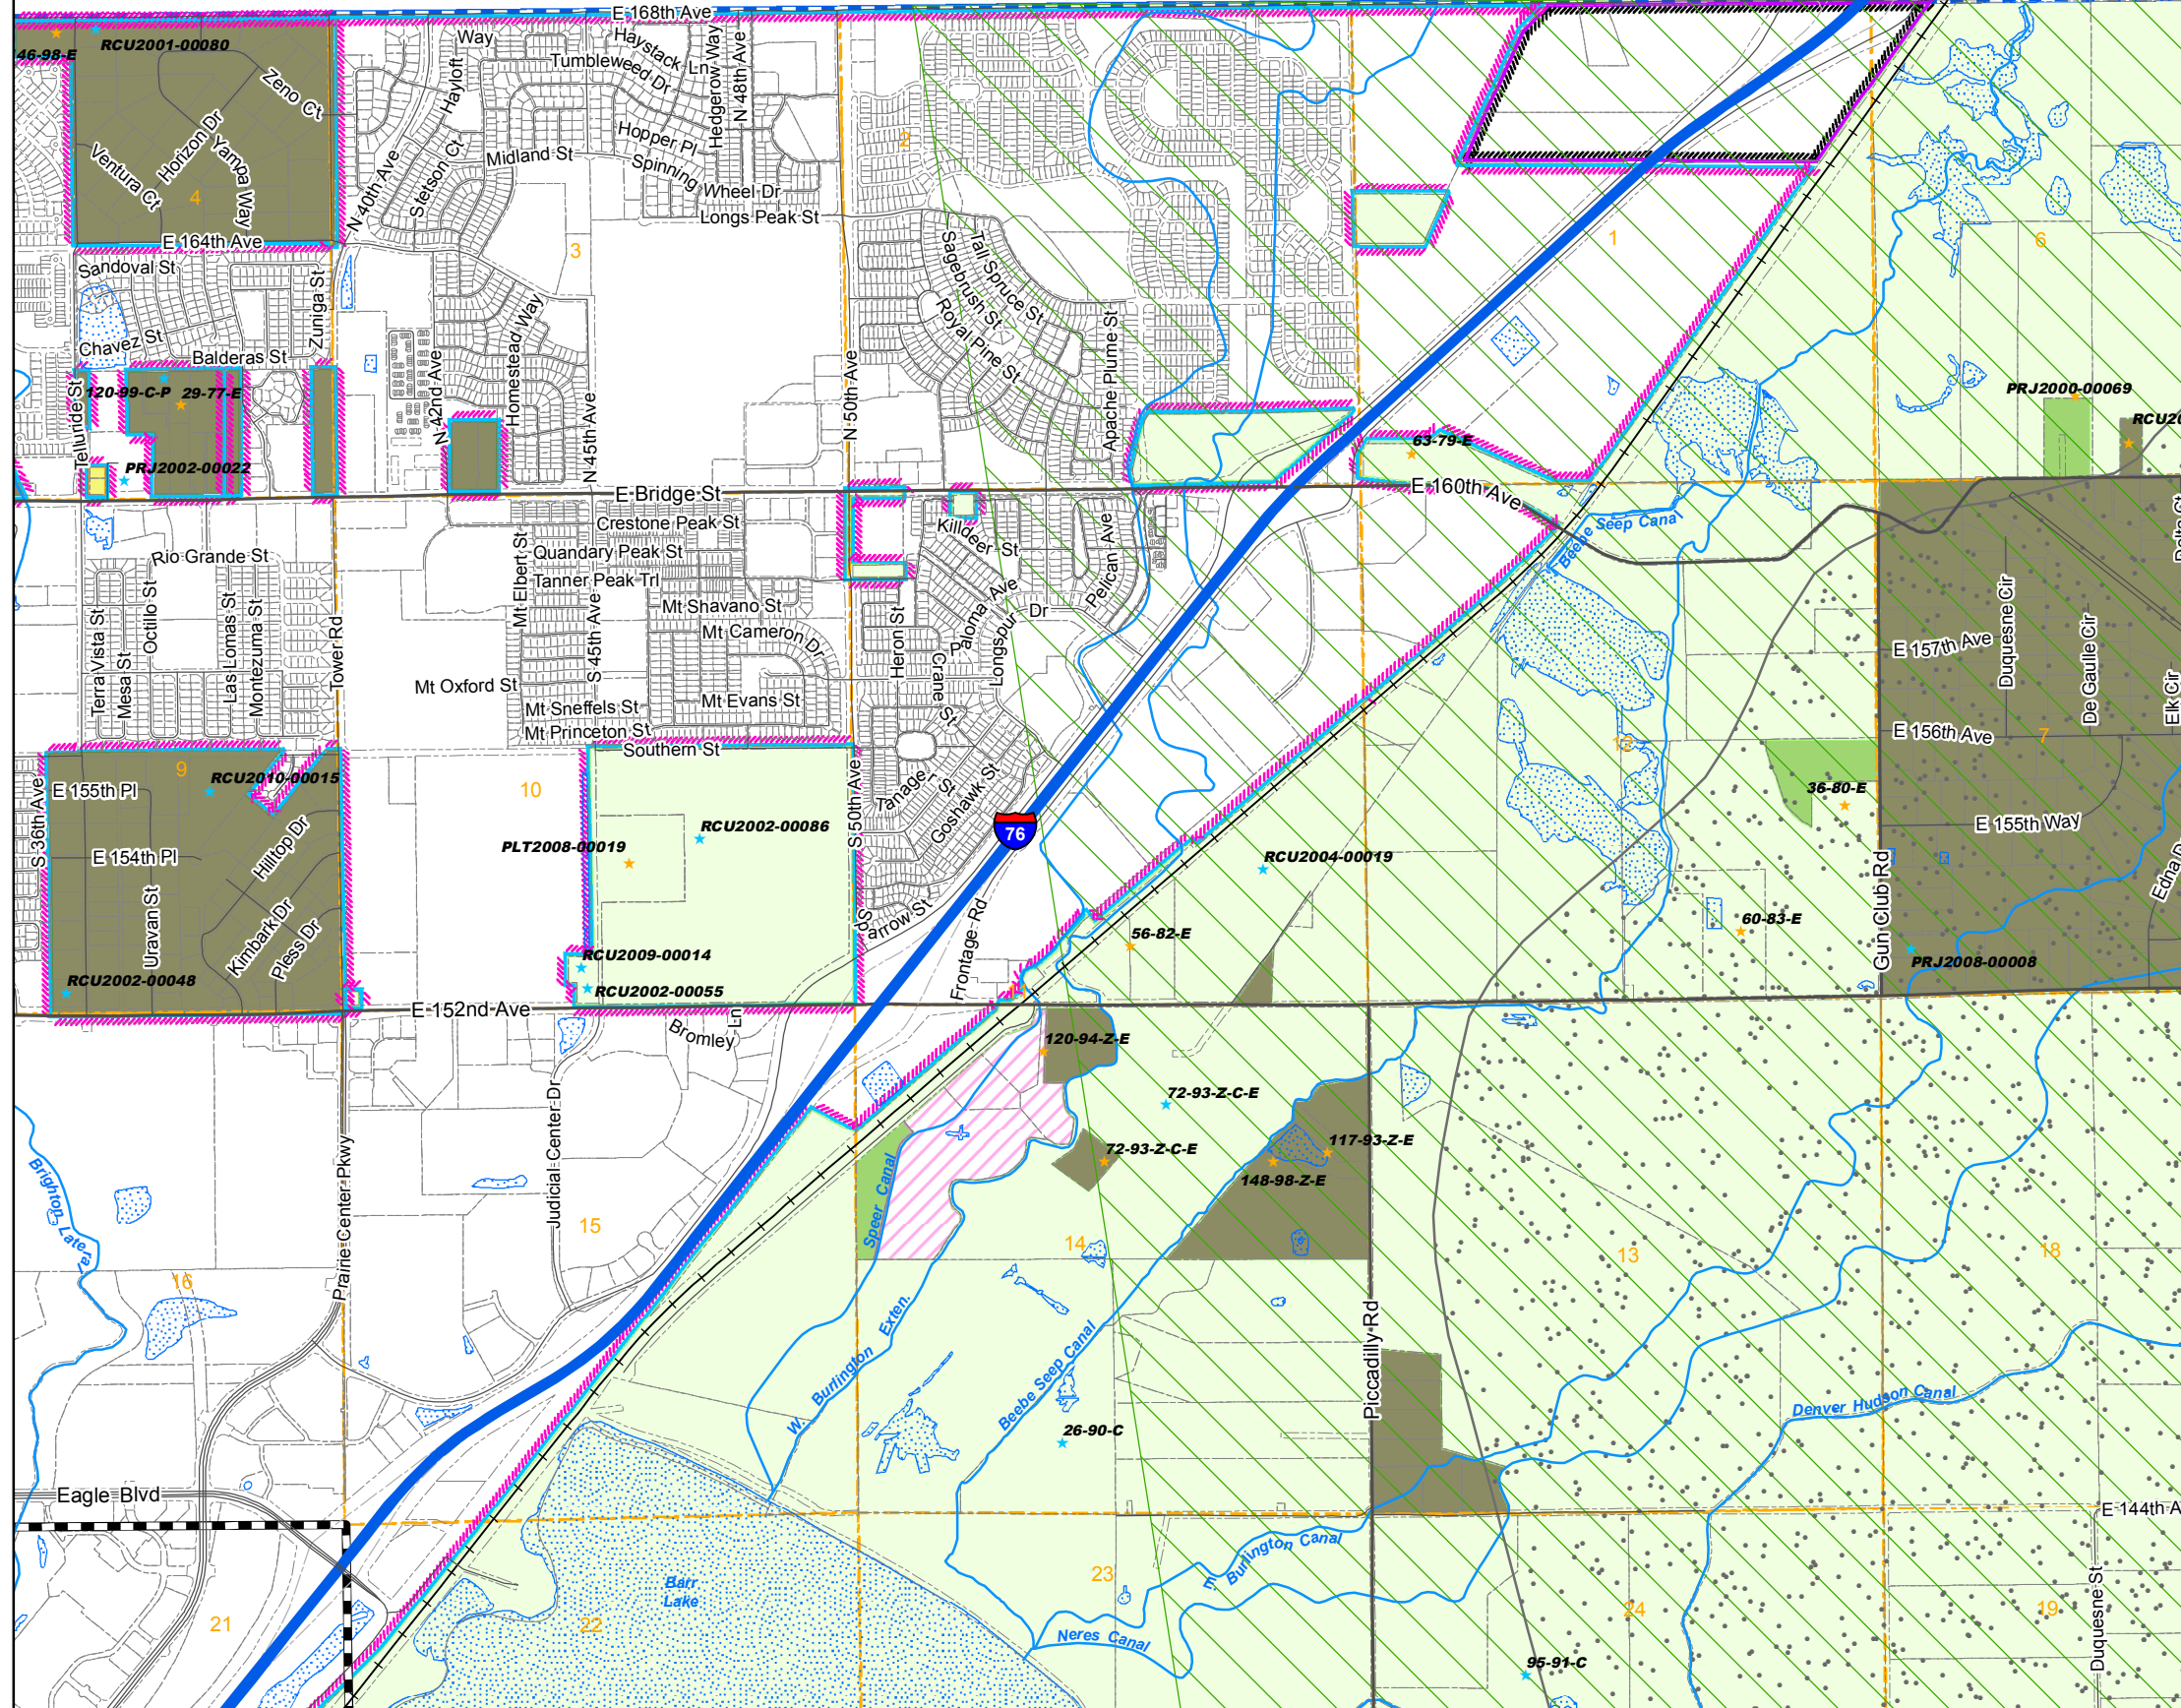 E 168th Ave
46-98-E
RCU2001-00080
Way
Haystack Ln
Tumbleweed Dr
Hayloft
Hedgerow Way
N 48th Ave
Zeno Ct
Horizon Dr
Yampa Way
Ventura Ct
4
N 40th Ave
Stetson Ct
Hopper Pl
Midland St
Spinning Wheel Dr
Longs Peak St
2
E 164th Ave
3
1
6
Sandoval St
Zuniga St
Chavez St
Balderas St
Sagebrush St
Tall Spruce St
Royal Pine St
Apache Plume St
Homestead Way
N 42nd Ave
N 45th Ave
N 50th Ave
Telluride St
120-99-C-P
29-77-E
PRJ2002-00022
63-79-E
PRJ2000-00069
E Bridge St
E 160th Ave
Crestone Peak St
Killdeer St
Pelican Ave
Beebe Seep Canal
Rio Grande St
Quandary Peak St
Tanner Peak Trl
Mt Elbert St
S 45th Ave
Mt Shavano St
Mt Cameron Dr
Paloma Ave
Longspur Dr
Heron St
Crane St
Terra Vista St
Mesa St
Octillo St
Las Lomas St
Montezuma St
Tower Rd
Mt Oxford St
Mt Sneffels St
Mt Evans St
Mt Princeton St
Southern St
E 157th Ave
Duquesne Cir
De Gaulle Cir
Elk Cir
E 156th Ave
7
12
9
RCU2010-00015
E 155th Pl
S 36th Ave
10
S 50th Ave
Tanager St
Goshawk St
76
36-80-E
E 155th Way
RCU2002-00086
PLT2008-00019
RCU2004-00019
E 154th Pl
Hilltop Dr
Uravan St
Kimbark Dr
Pless Dr
Sparrow St
Frontage Rd
56-82-E
60-83-E
Gun Club Rd
PRJ2008-00008
RCU2002-00048
RCU2009-00014
RCU2002-00055
E 152nd Ave
Bromley Ln
120-94-Z-E
72-93-Z-C-E
72-93-Z-C-E
117-93-Z-E
148-98-Z-E
Brighton Lateral
Prairie Center Pkwy
Judicial Center Dr
15
16
Speer Canal
14
13
18
W. Burlington Exten.
Beebe Seep Canal
Piccadilly Rd
Denver Hudson Canal
26-90-C
Eagle Blvd
E 144th A
Burlington Canal
Barr
Lake
23
21
22
24
19
Neres Canal
Duquesne St
95-91-C